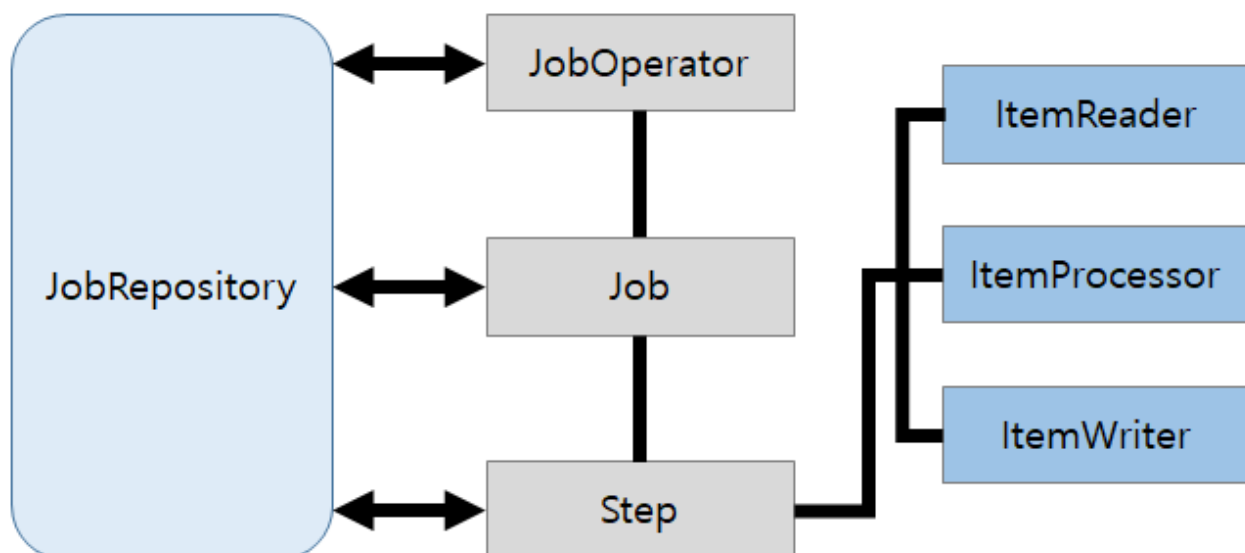 JobRepository
JobOperator
Job
Step
ItemReader
ItemProcessor
ItemWriter